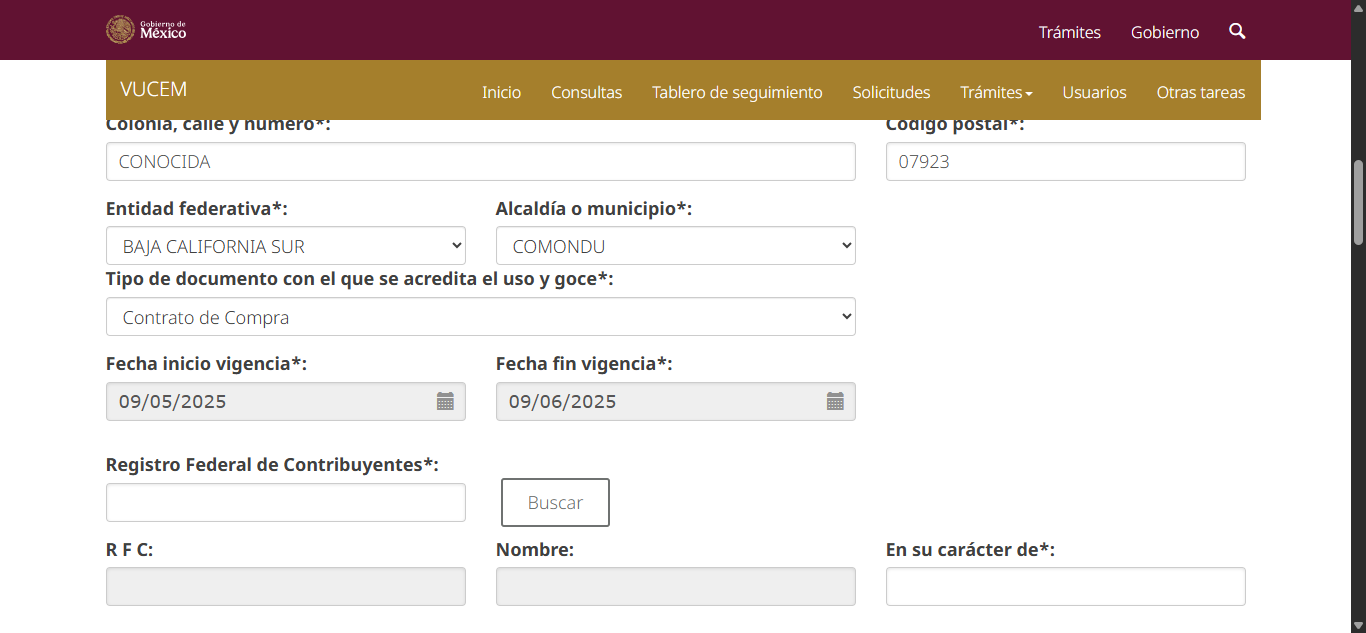 Gobierno de
México
Trámites Gobierno
VUCEM
Inicio Consultas Tablero de seguimiento Solicitudes Trámites Usuarios Otras tareas
Colonia, calle y número*: Código postal*:
CONOCIDA 07923
Entidad federativa*: Alcaldía o municipio*:
BAJA CALIFORNIA SUR COMONDU
Tipo de documento con el que se acredita el uso y goce*:
Contrato de Compra
Fecha inicio vigencia*: Fecha fin vigencia*:
09/05/2025 09/06/2025
Registro Federal de Contribuyentes*:
Buscar
R F C: Nombre: En su carácter de*: